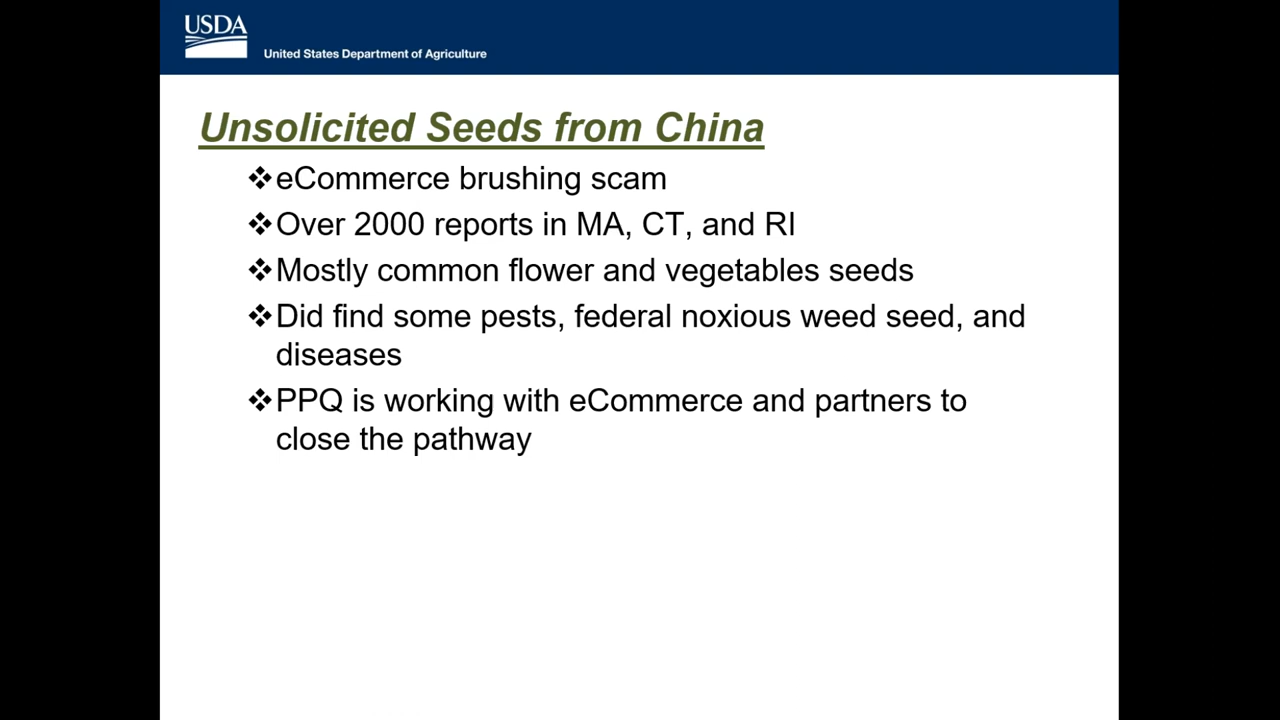 USDA
United States Department of Agriculture
Unsolicited Seeds from China
❖eCommerce brushing scam
❖Over 2000 reports in MA, CT, and RI
❖Mostly common flower and vegetables seeds
❖Did find some pests, federal noxious weed seed, and
diseases
❖PPQ is working with eCommerce and partners to
close the pathway